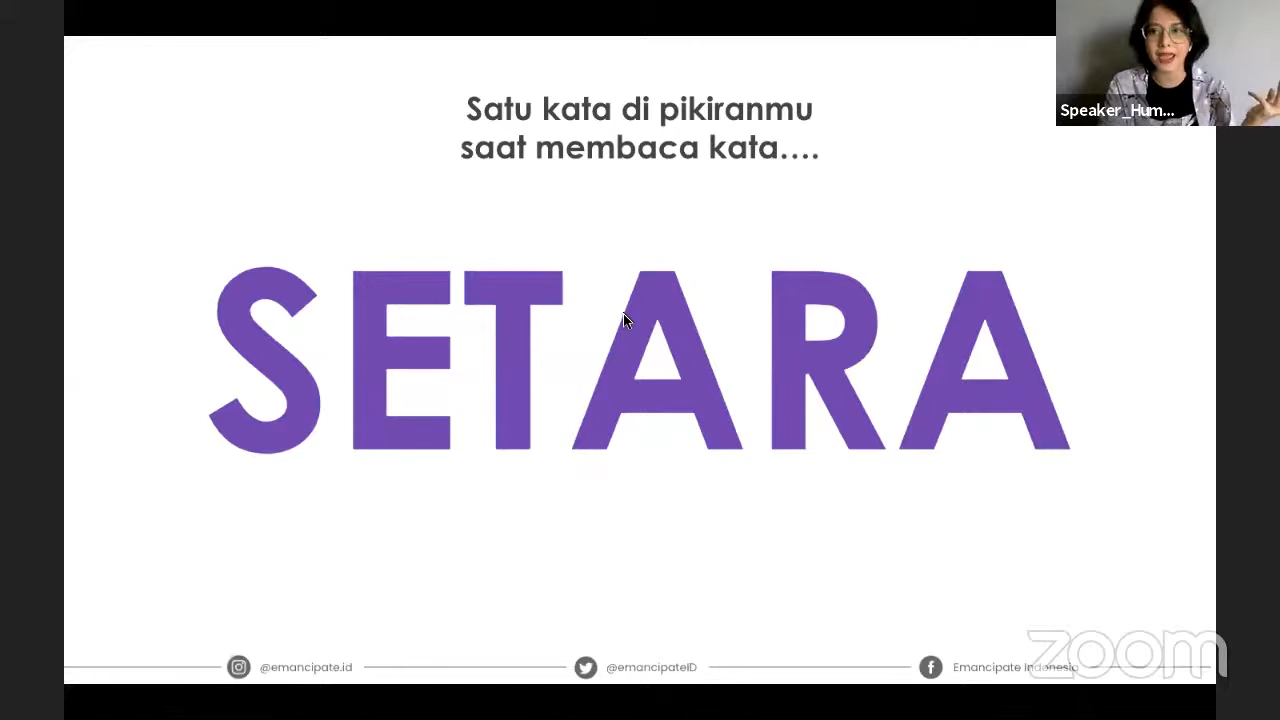 Satu kata di pikiranmu
saat membaca kata....
SETARA
Speaker_Hum...
@emancipate.id
@emancipateID
Emancipate Indonesia
zoom